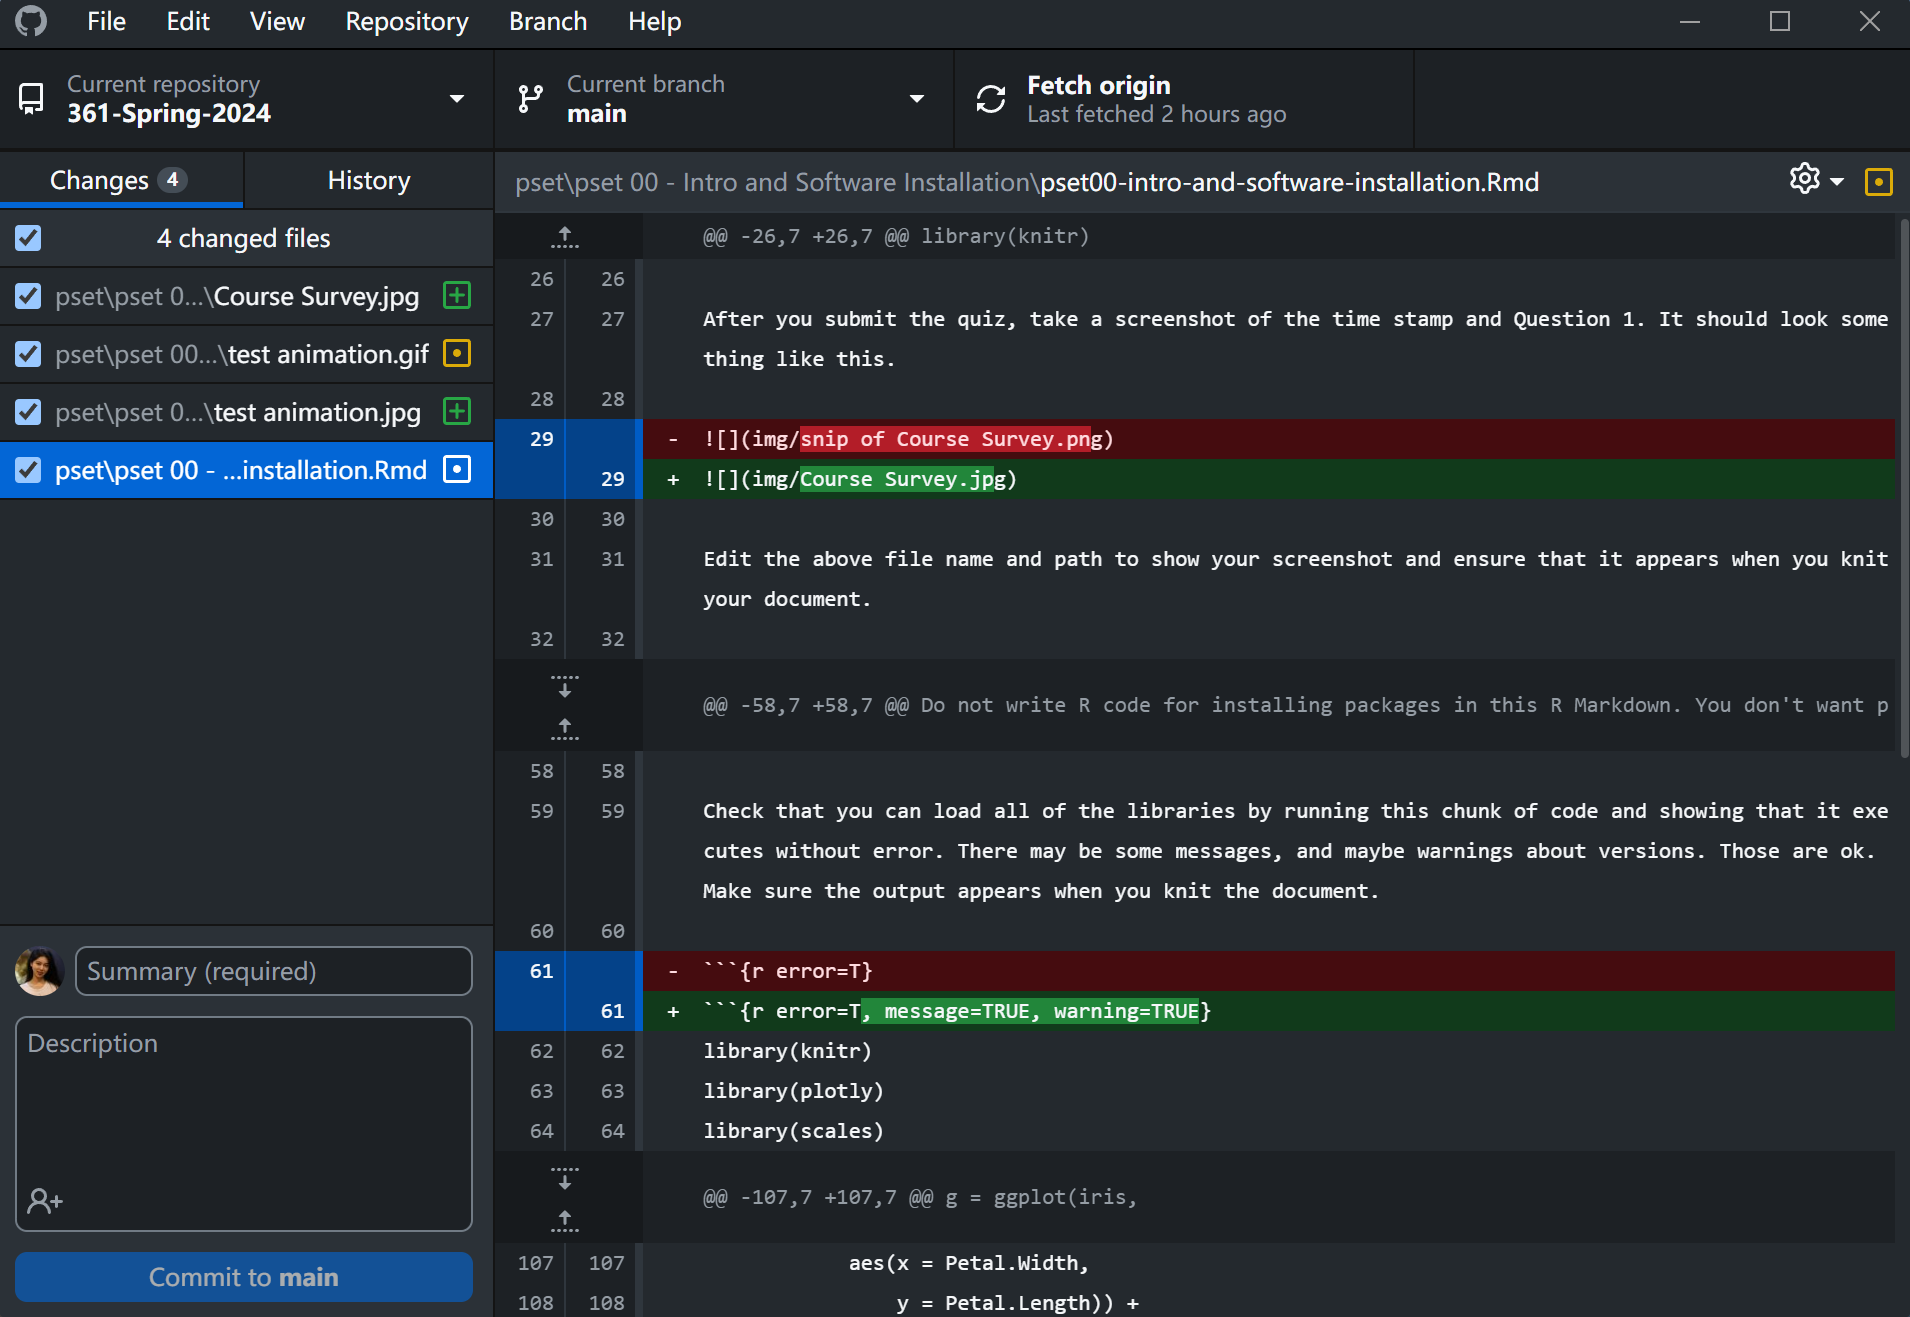 File Edit View Repository Branch Help
Current repository
361-Spring-2024
Current branch
main
Fetch origin
Last fetched 2 hours ago
Changes 4
History
4 changed files
pset\pset 0...\Course Survey.jpg
pset\pset 00...\test animation.gif
pset\pset 0...\test animation.jpg
pset\pset 00 - ...installation.Rmd
Summary (required)
Description
Commit to main
pset\pset 00 - Intro and Software Installation\pset00-intro-and-software-installation.Rmd
@@ -26,7 +26,7 @@ library(knitr)
26 26
27 27 After you submit the quiz, take a screenshot of the time stamp and Question 1. It should look some
thing like this.
28 28
29 - ![](img/snip of Course Survey.png)
29 + ![](img/Course Survey.jpg)
30 30
31 31 Edit the above file name and path to show your screenshot and ensure that it appears when you knit
your document.
32 32
@@ -58,7 +58,7 @@ Do not write R code for installing packages in this R Markdown. You don't want p
58 58
59 59 Check that you can load all of the libraries by running this chunk of code and showing that it exe
cutes without error. There may be some messages, and maybe warnings about versions. Those are ok.
Make sure the output appears when you knit the document.
60 60
61 - ```{r error=T}
61 + ```{r error=T, message=TRUE, warning=TRUE}
62 62 library(knitr)
63 63 library(plotly)
64 64 library(scales)
@@ -107,7 +107,7 @@ g = ggplot(iris,
107 107 aes(x = Petal.Width,
108 108 y = Petal.Length)) +